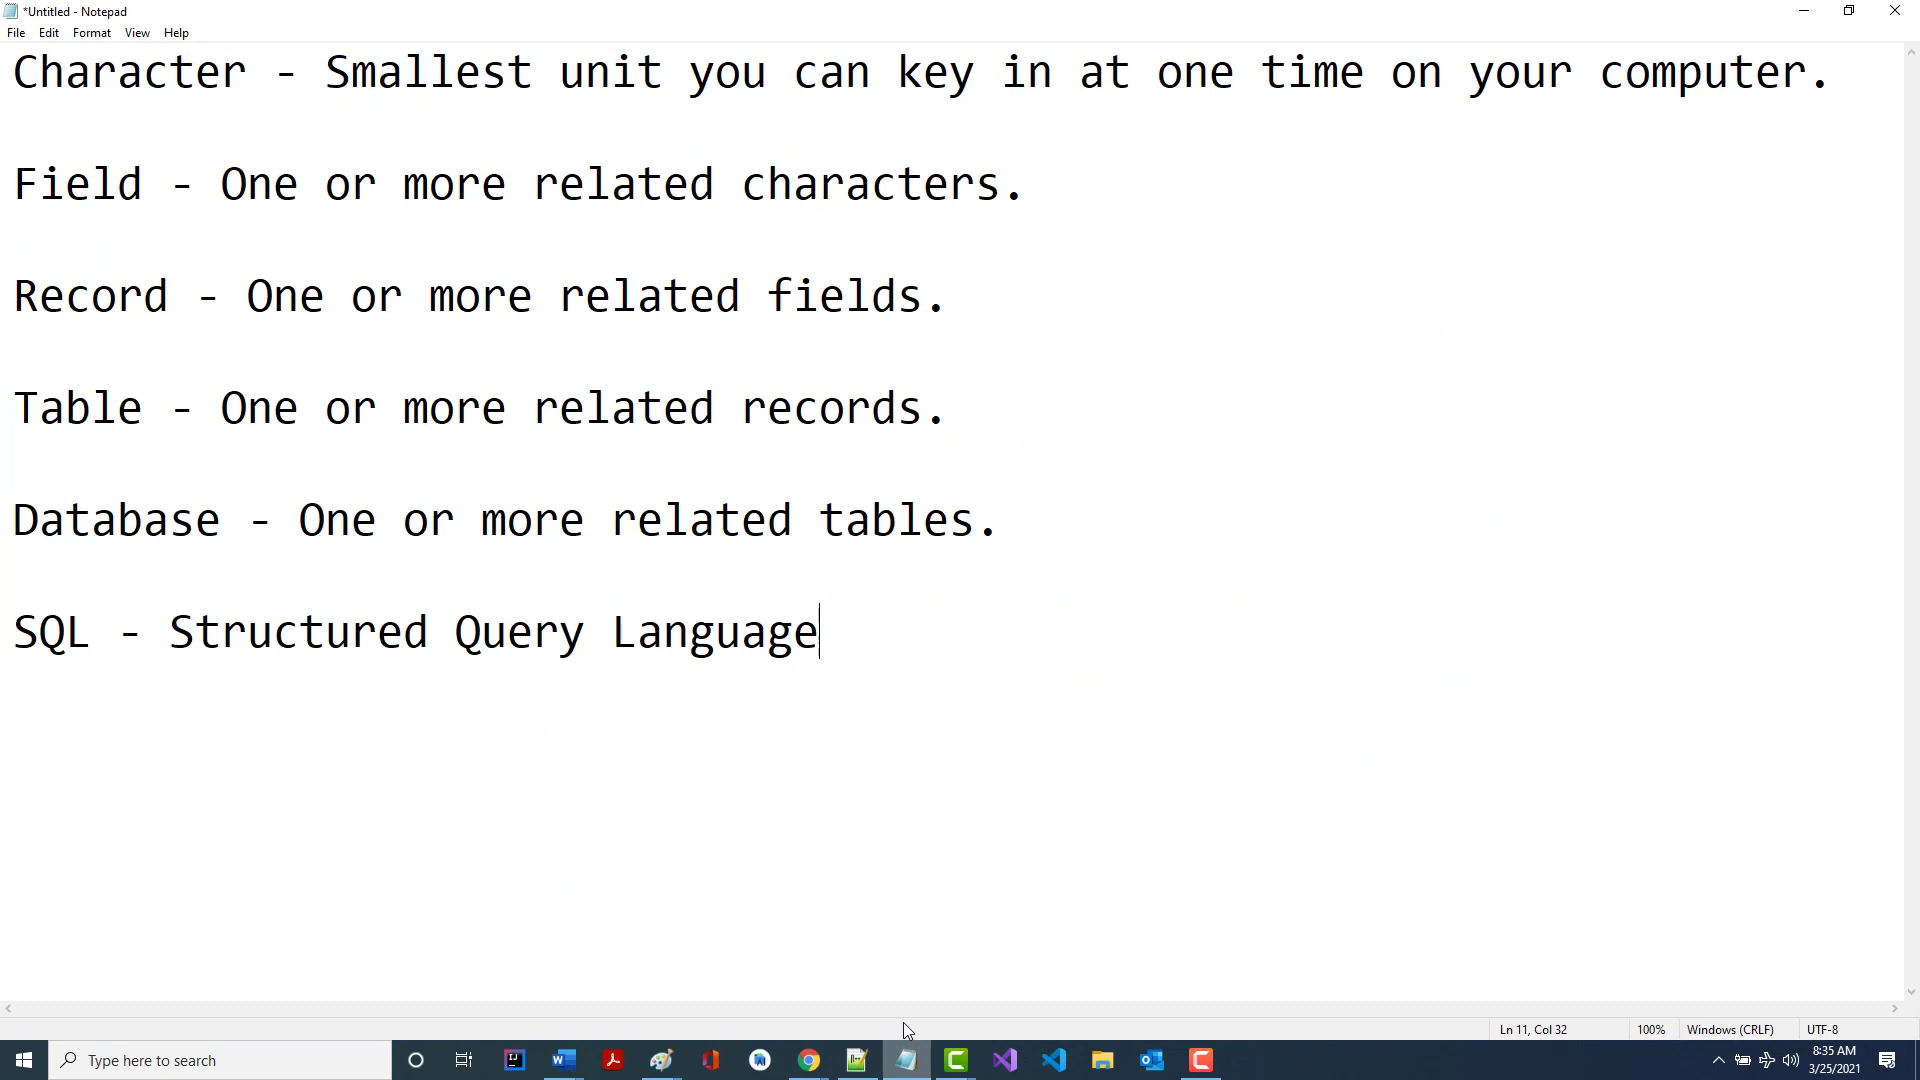 *Untitled - Notepad
File Edit Format View Help
Character - Smallest unit you can key in at one time on your computer.
Field - One or more related characters.
Record - One or more related fields.
Table - One or more related records.
Database - One or more related tables.
SQL - Structured Query Language
Ln 11, Col 32 100% Windows (CRLF) UTF-8
Type here to search
8:35 AM
3/25/2021